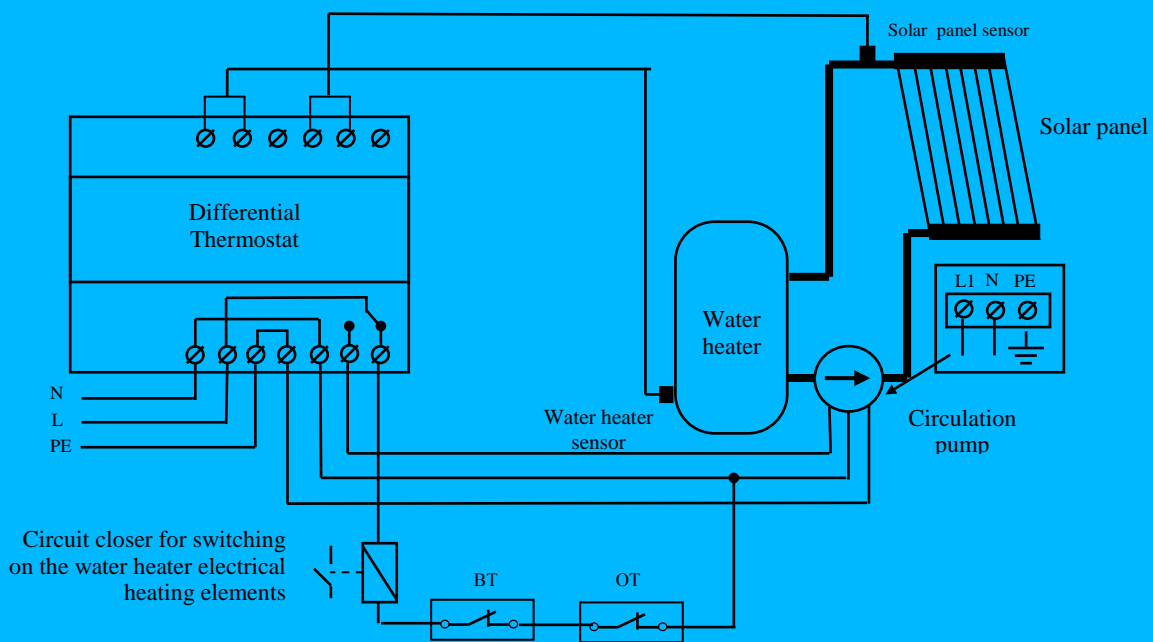 Solar panel sensor
Solar panel
Differential
Thermostat
L1 N PE
Water
heater
N
L
PE
Water heater
sensor
Circulation
pump
Circuit closer for switching
on the water heater electrical
heating elements
BT
OT